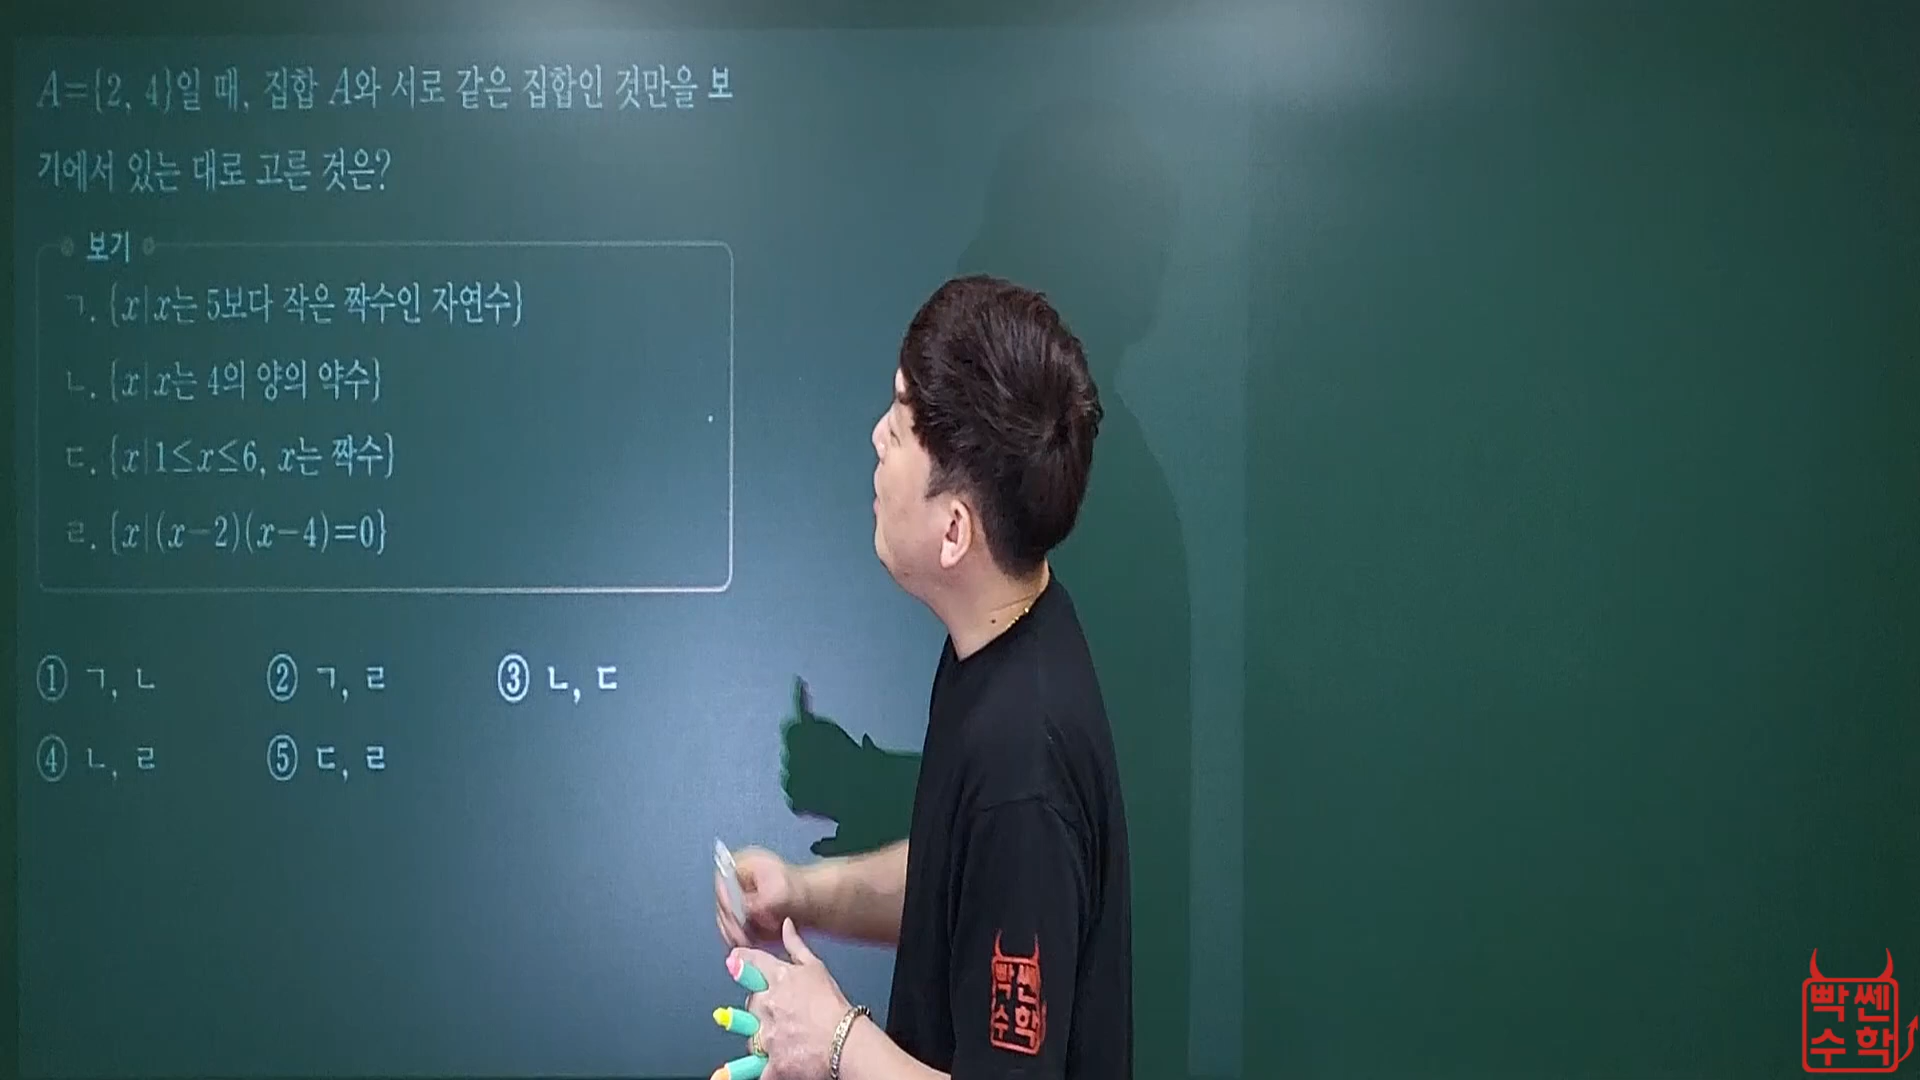 A={2, 4}일 때, 집합 A와 서로 같은 집합인 것만을 보
기에서 있는 대로 고른 것은?
보기
ㄱ. {x|x는 5보다 작은 짝수인 자연수}
ㄴ. {x|x는 4의 양의 약수}
ㄷ. {x|1≤x≤6, x는 짝수}
ㄹ. {x|(x-2)(x-4)=0}
① ㄱ, ㄴ ② ㄱ, ㄹ ③ ㄴ, ㄷ
④ ㄴ, ㄹ ⑤ ㄷ, ㄹ
빡쎈
수학
빡쎈
수학